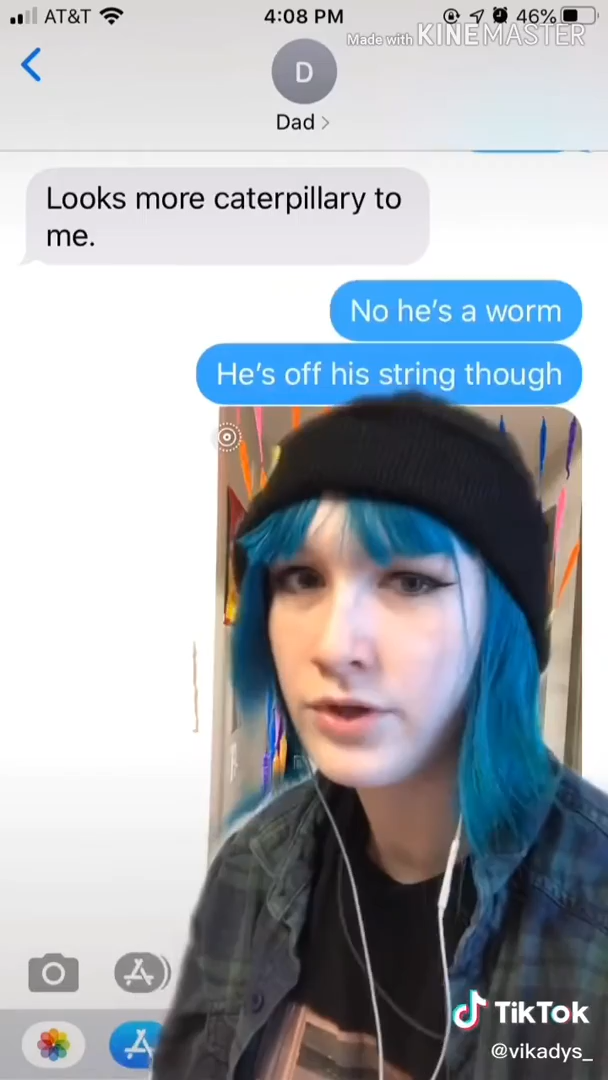 AT&T 4:08 PM 46%
Made with KINEMASTER
D
Dad >
Looks more caterpillary to
me.
No he's a worm
He's off his string though
TikTok
@vikadys_